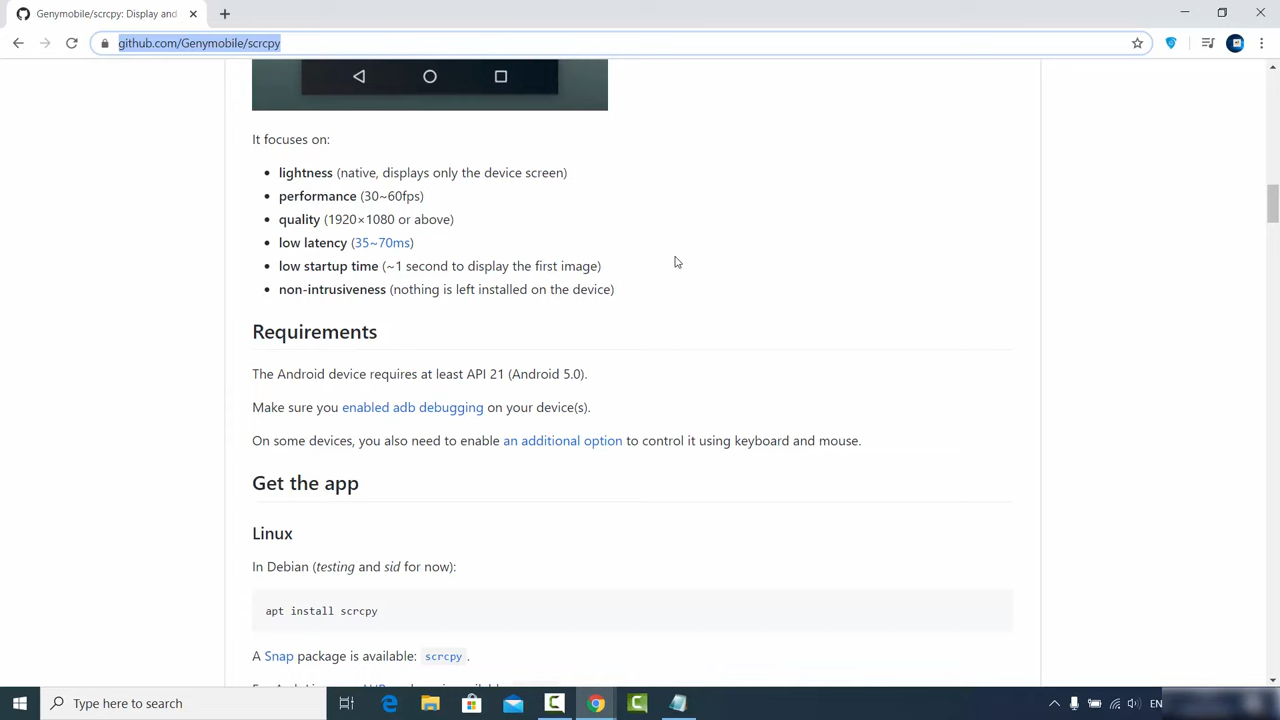 Genymobile/scrcpy: Display and
github.com/Genymobile/scrcpy
It focuses on:
lightness (native, displays only the device screen)
performance (30~60fps)
quality (1920×1080 or above)
low latency (35~70ms)
low startup time (~1 second to display the first image)
non-intrusiveness (nothing is left installed on the device)
Requirements
The Android device requires at least API 21 (Android 5.0).
Make sure you enabled adb debugging on your device(s).
On some devices, you also need to enable an additional option to control it using keyboard and mouse.
Get the app
Linux
In Debian (testing and sid for now):
apt install scrcpy
A Snap package is available: scrcpy.
Type here to search
EN